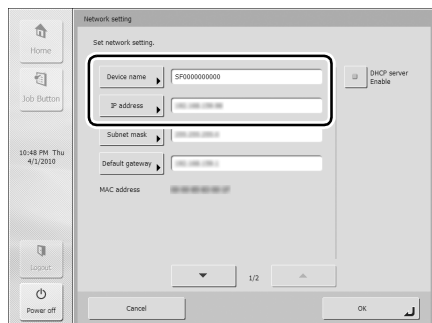 Network setting
Set network setting.
Home
Job Button
10:48 PM Thu
4/1/2010
Logout
Power off
Device name
SF0000000000
DHCP server
Enable
IP address
Subnet mask
Default gateway
MAC address
1/2
Cancel
OK